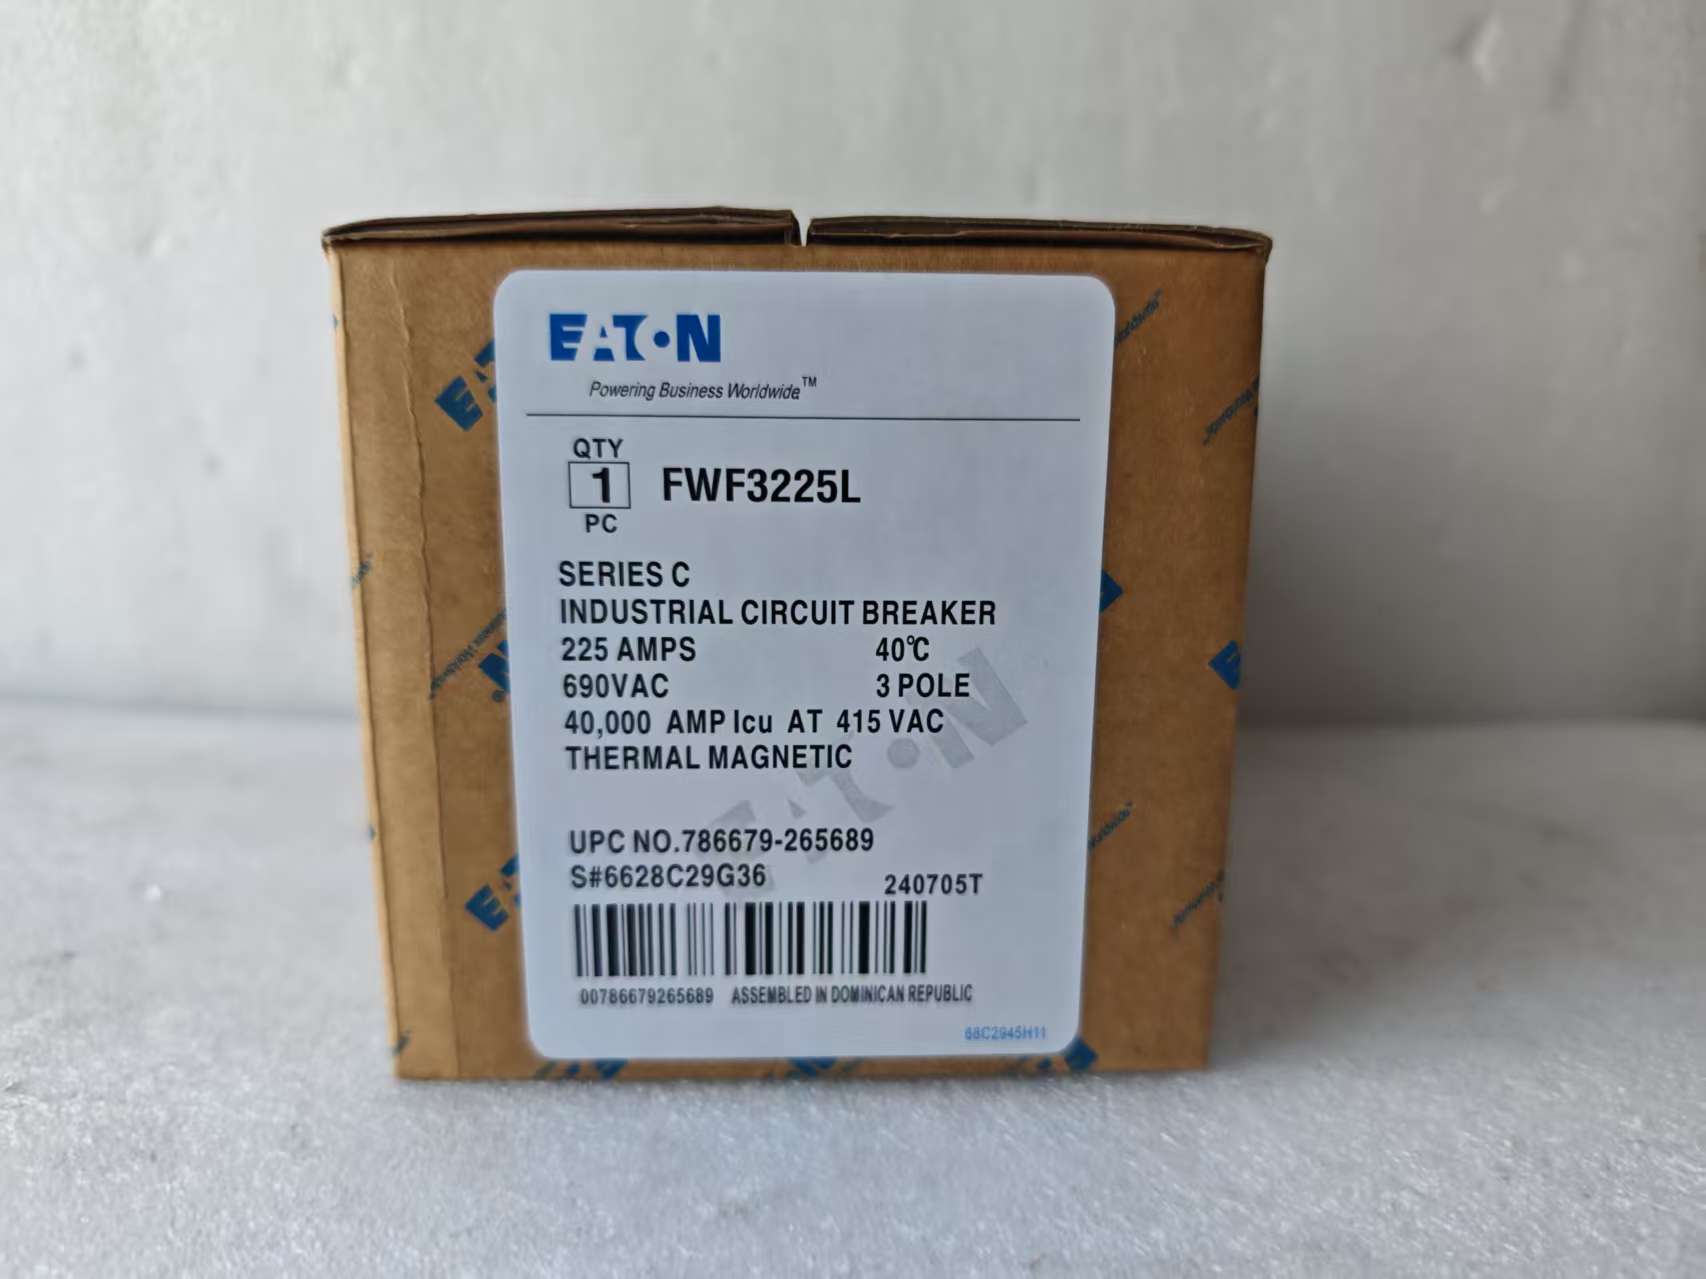 EATON
Powering Business Worldwide™
QTY
1 FWF3225L
PC
SERIES C
INDUSTRIAL CIRCUIT BREAKER
225 AMPS 40℃
690VAC 3 POLE
40,000 AMP Icu AT 415 VAC
THERMAL MAGNETIC
EATON
UPC NO.786679-265689
S#6628C29G36 240705T
00786679265689 ASSEMBLED IN DOMINICAN REPUBLIC
68C2945H11